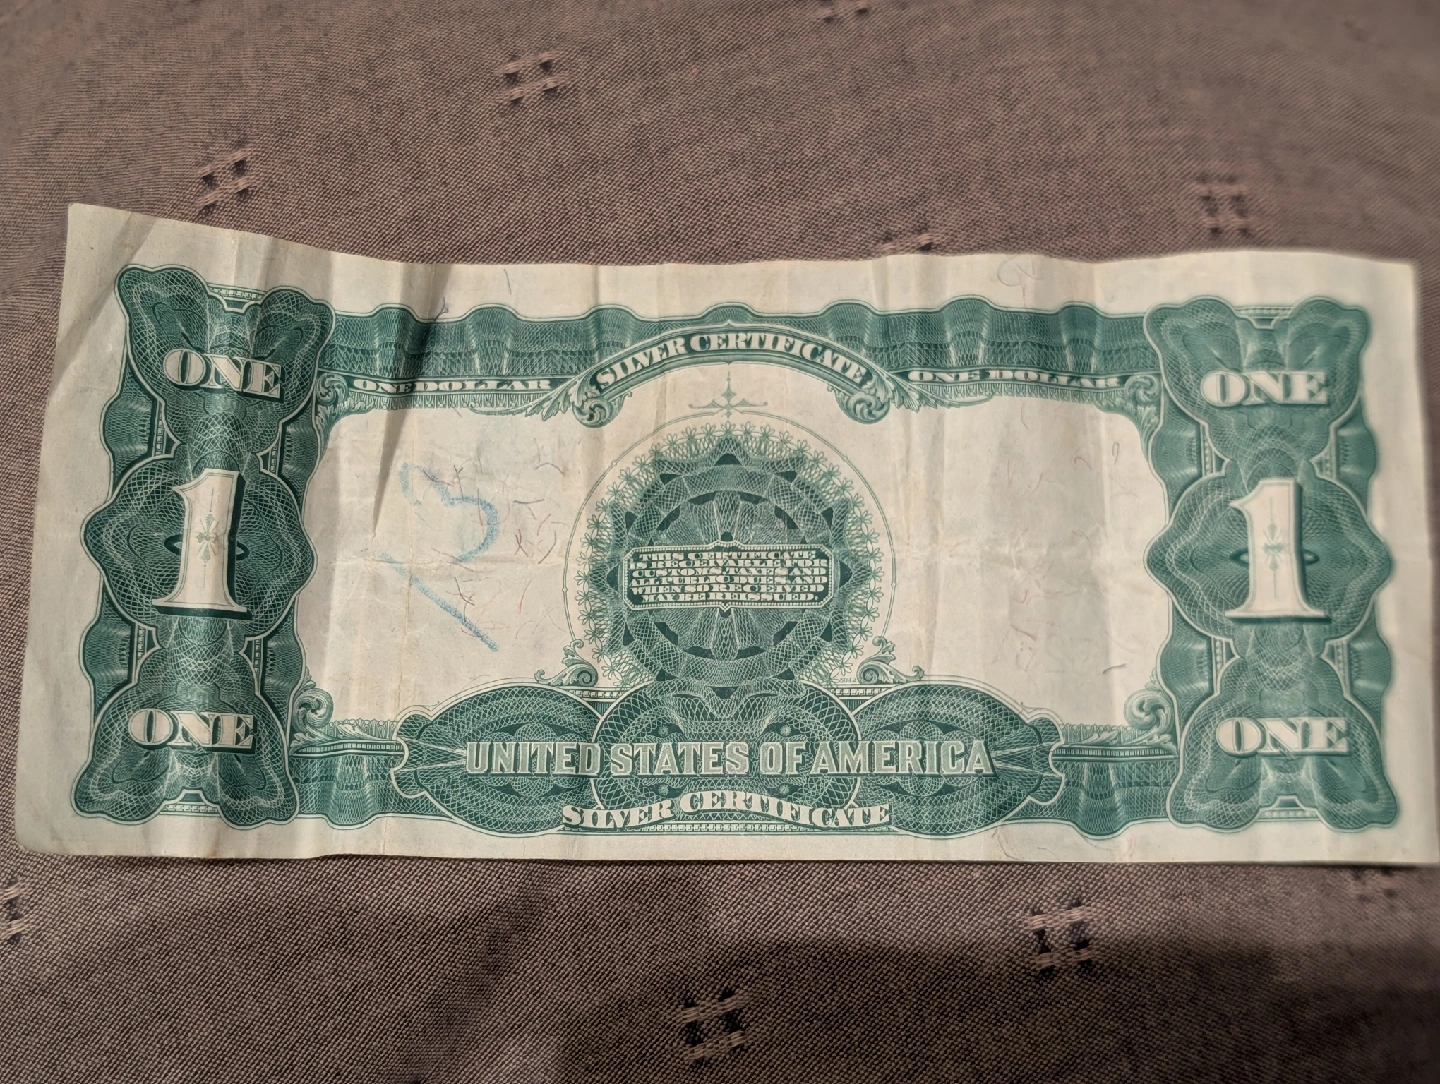 SILVER CERTIFICATE
ONE DOLLAR
ONE DOLLAR
ONE
ONE
1
1
13
THIS CERTIFICATE
IS RECEIVABLE FOR
CUSTOMS, TAXES AND
ALL PUBLIC DUES AND
WHEN SO RECEIVED
MAY BE REISSUED.
ONE
ONE
UNITED STATES OF AMERICA
SILVER CERTIFICATE